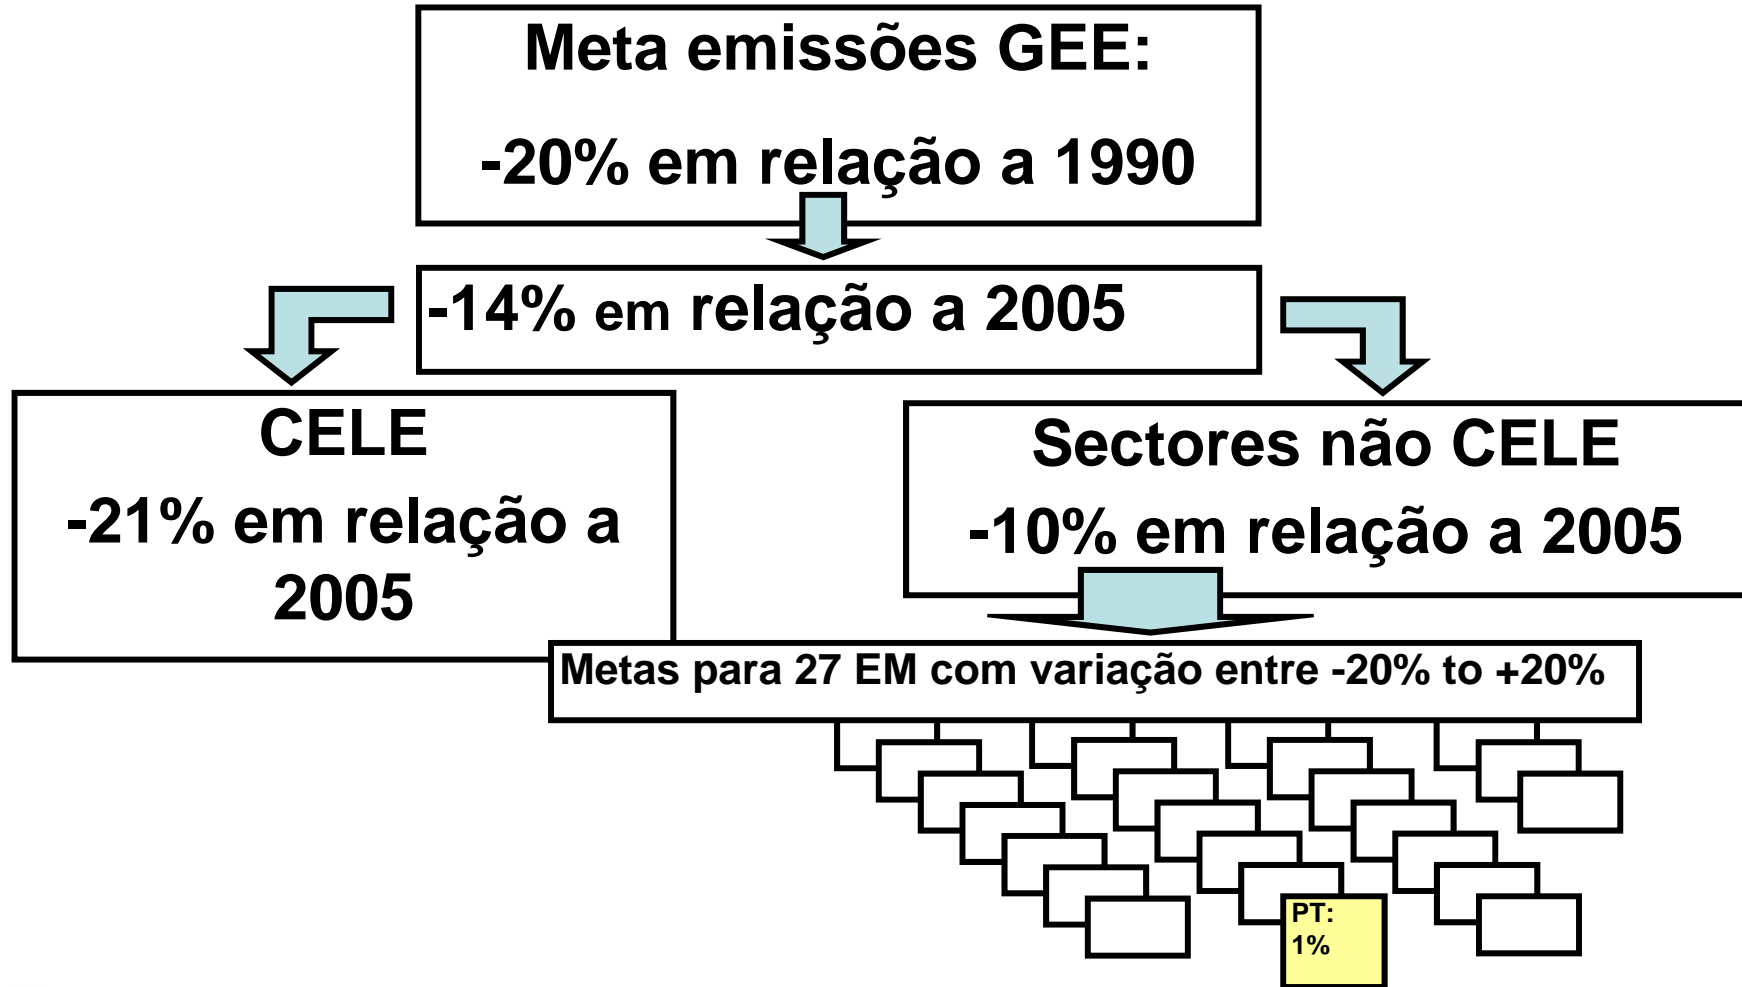 Meta emissões GEE:
-20% em relação a 1990
-14% em relação a 2005
CELE
-21% em relação a
2005
Sectores não CELE
-10% em relação a 2005
Metas para 27 EM com variação entre -20% to +20%
PT:
1%